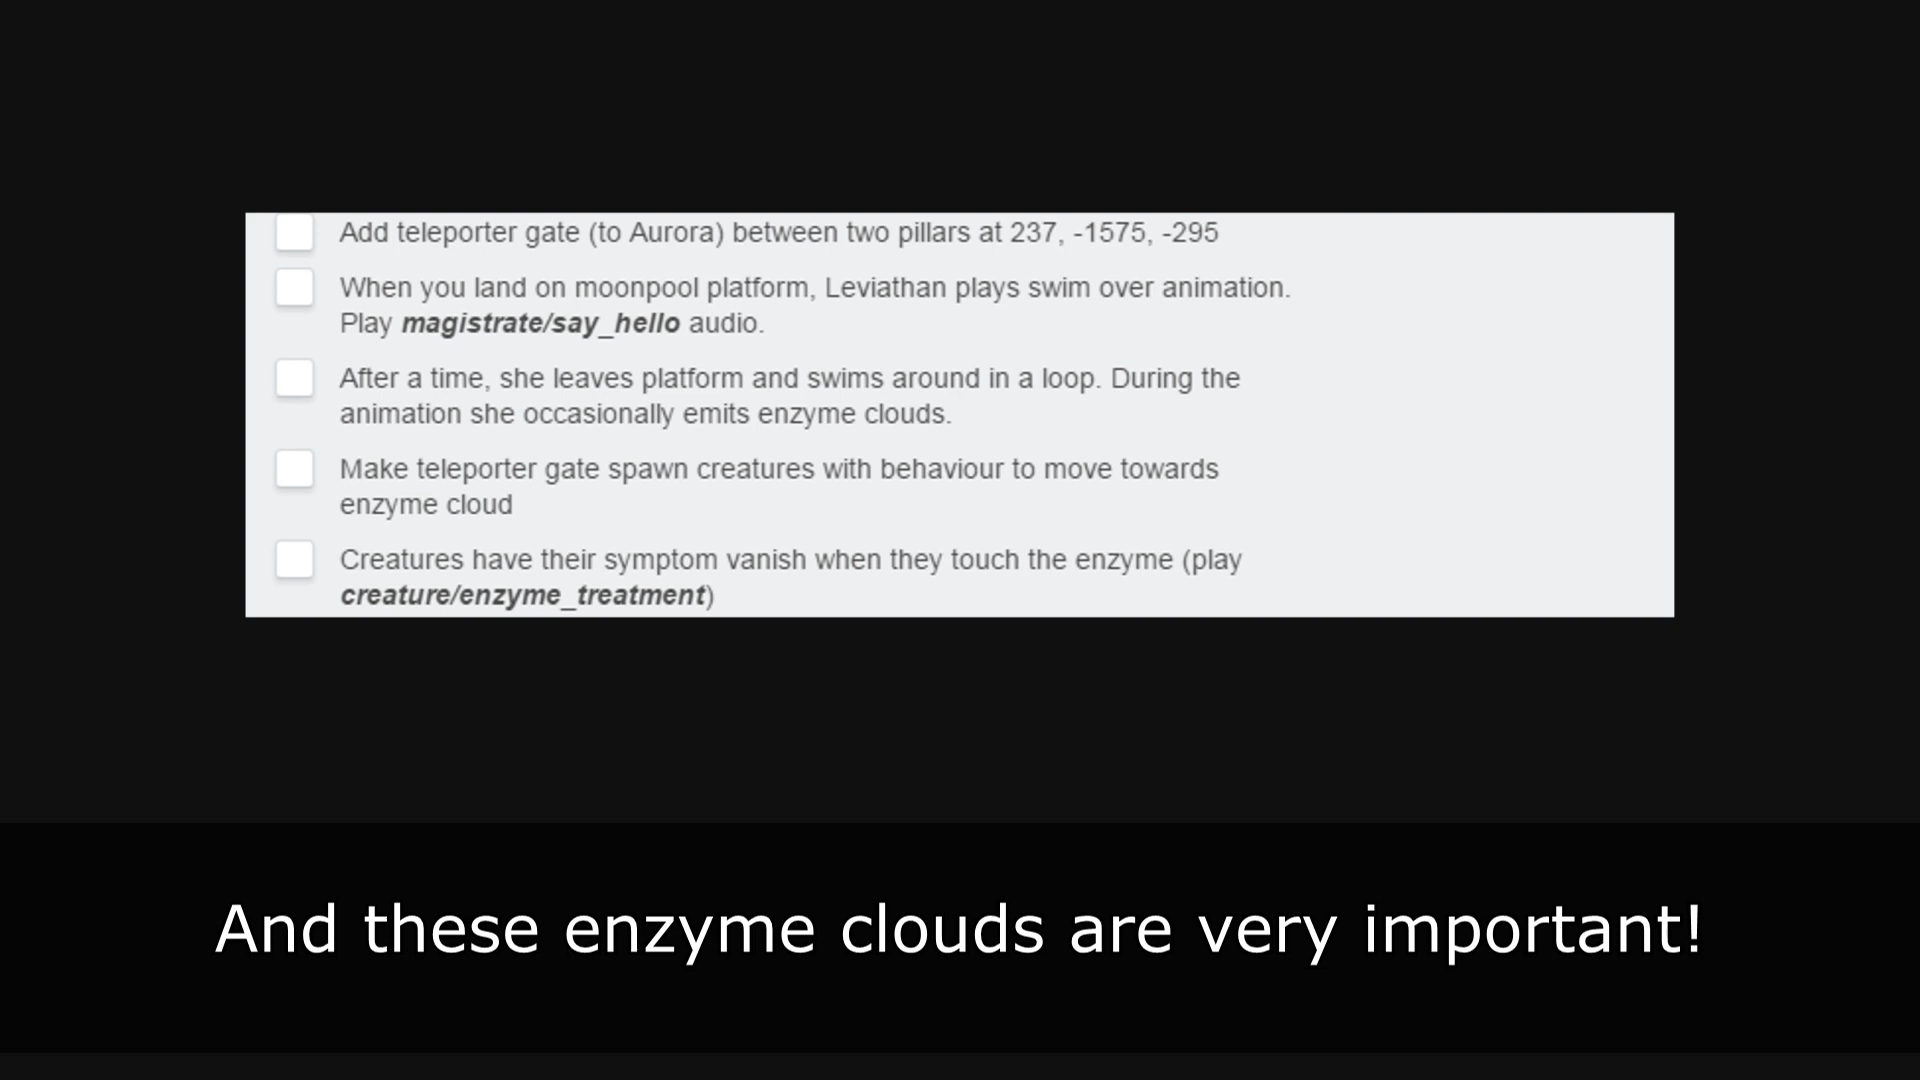 Add teleporter gate (to Aurora) between two pillars at 237, -1575, -295
When you land on moonpool platform, Leviathan plays swim over animation.
Play magistrate/say_hello audio.
After a time, she leaves platform and swims around in a loop. During the
animation she occasionally emits enzyme clouds.
Make teleporter gate spawn creatures with behaviour to move towards
enzyme cloud
Creatures have their symptom vanish when they touch the enzyme (play
creature/enzyme_treatment)
And these enzyme clouds are very important!